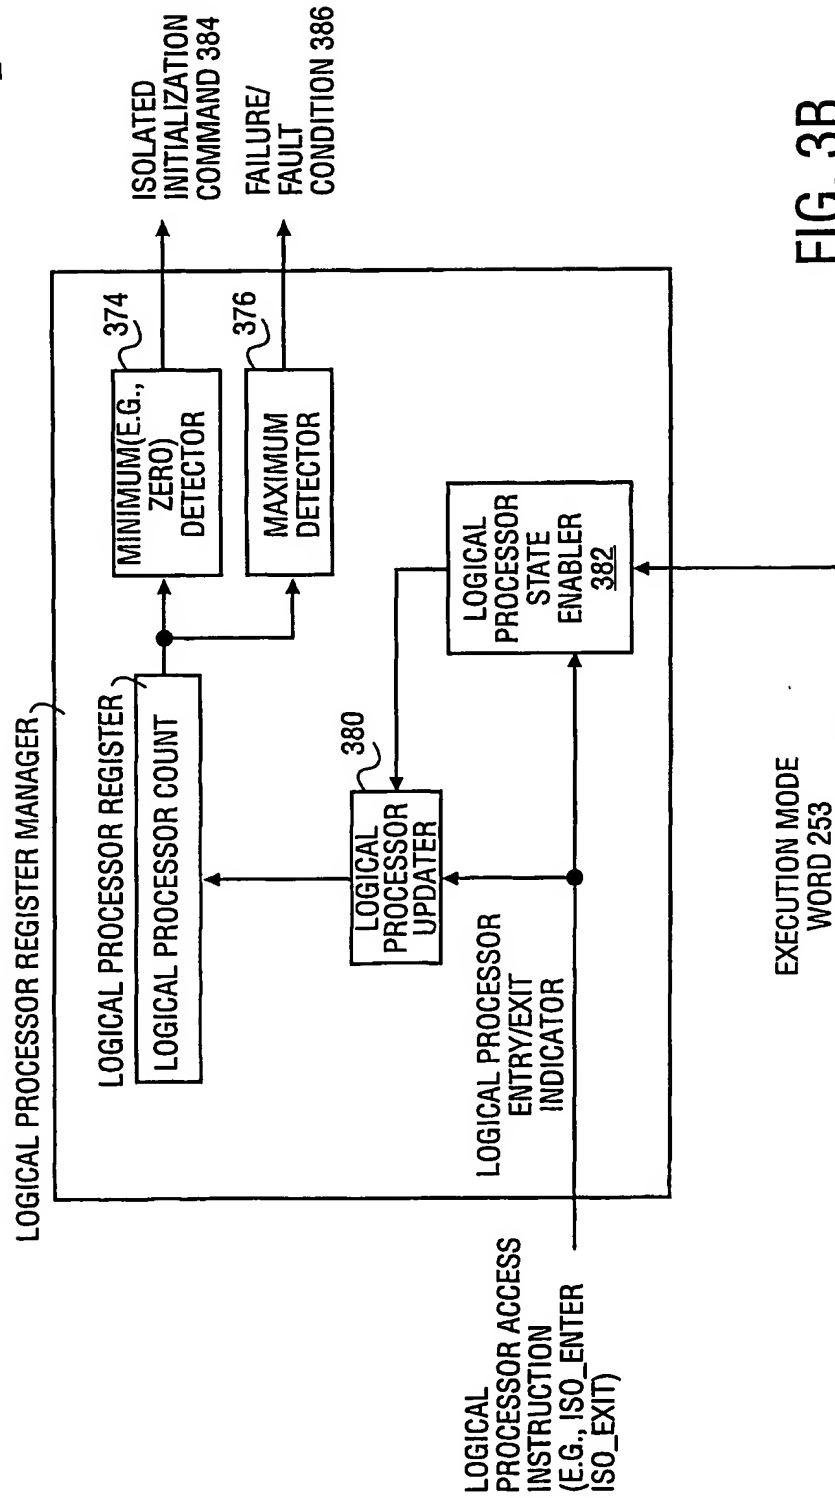 LOGICAL PROCESSOR REGISTER MANAGER
LOGICAL PROCESSOR REGISTER
LOGICAL PROCESSOR COUNT
MINIMUM(E.G.,
ZERO)
DETECTOR
374
ISOLATED
INITIALIZATION
COMMAND 384
MAXIMUM
DETECTOR
376
FAILURE/
FAULT
CONDITION 386
LOGICAL
PROCESSOR
UPDATER
380
LOGICAL
PROCESSOR
STATE
ENABLER
382
LOGICAL PROCESSOR
ENTRY/EXIT
INDICATOR
LOGICAL
PROCESSOR ACCESS
INSTRUCTION
(E.G., ISO_ENTER
ISO_EXIT)
EXECUTION MODE
WORD 253
FIG. 3B